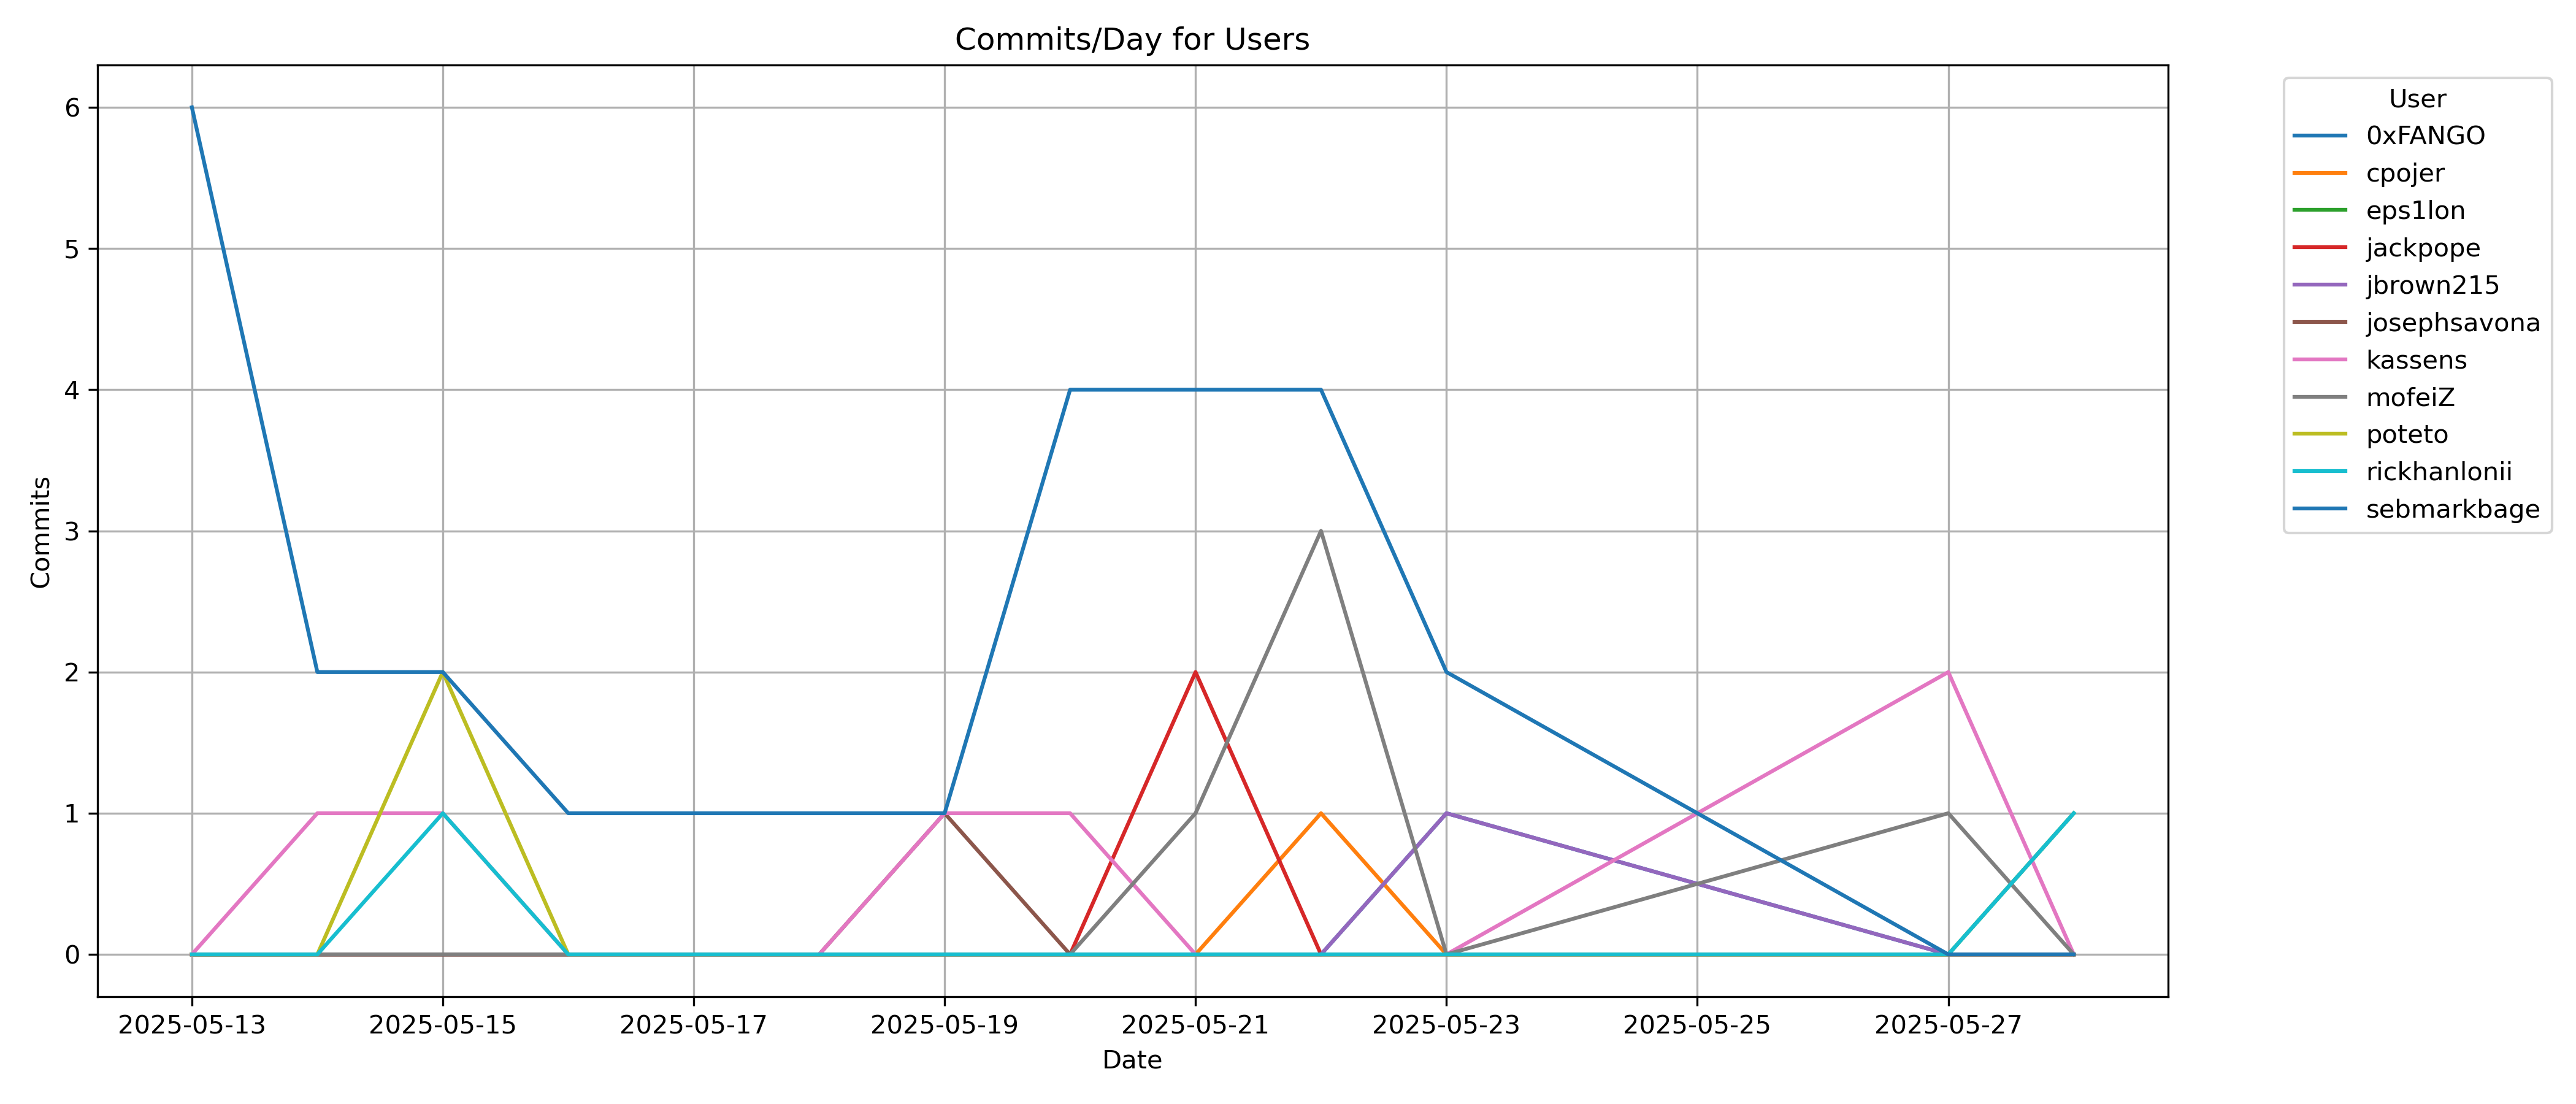 Commits/Day for Users
6
5
4
3
2
1
0
Commits
2025-05-13 2025-05-15 2025-05-17 2025-05-19 2025-05-21 2025-05-23 2025-05-25 2025-05-27
Date
User
0xFANGO
cpojer
eps1lon
jackpope
jbrown215
josephsavona
kassens
mofeiZ
poteto
rickhanlonii
sebmarkbage